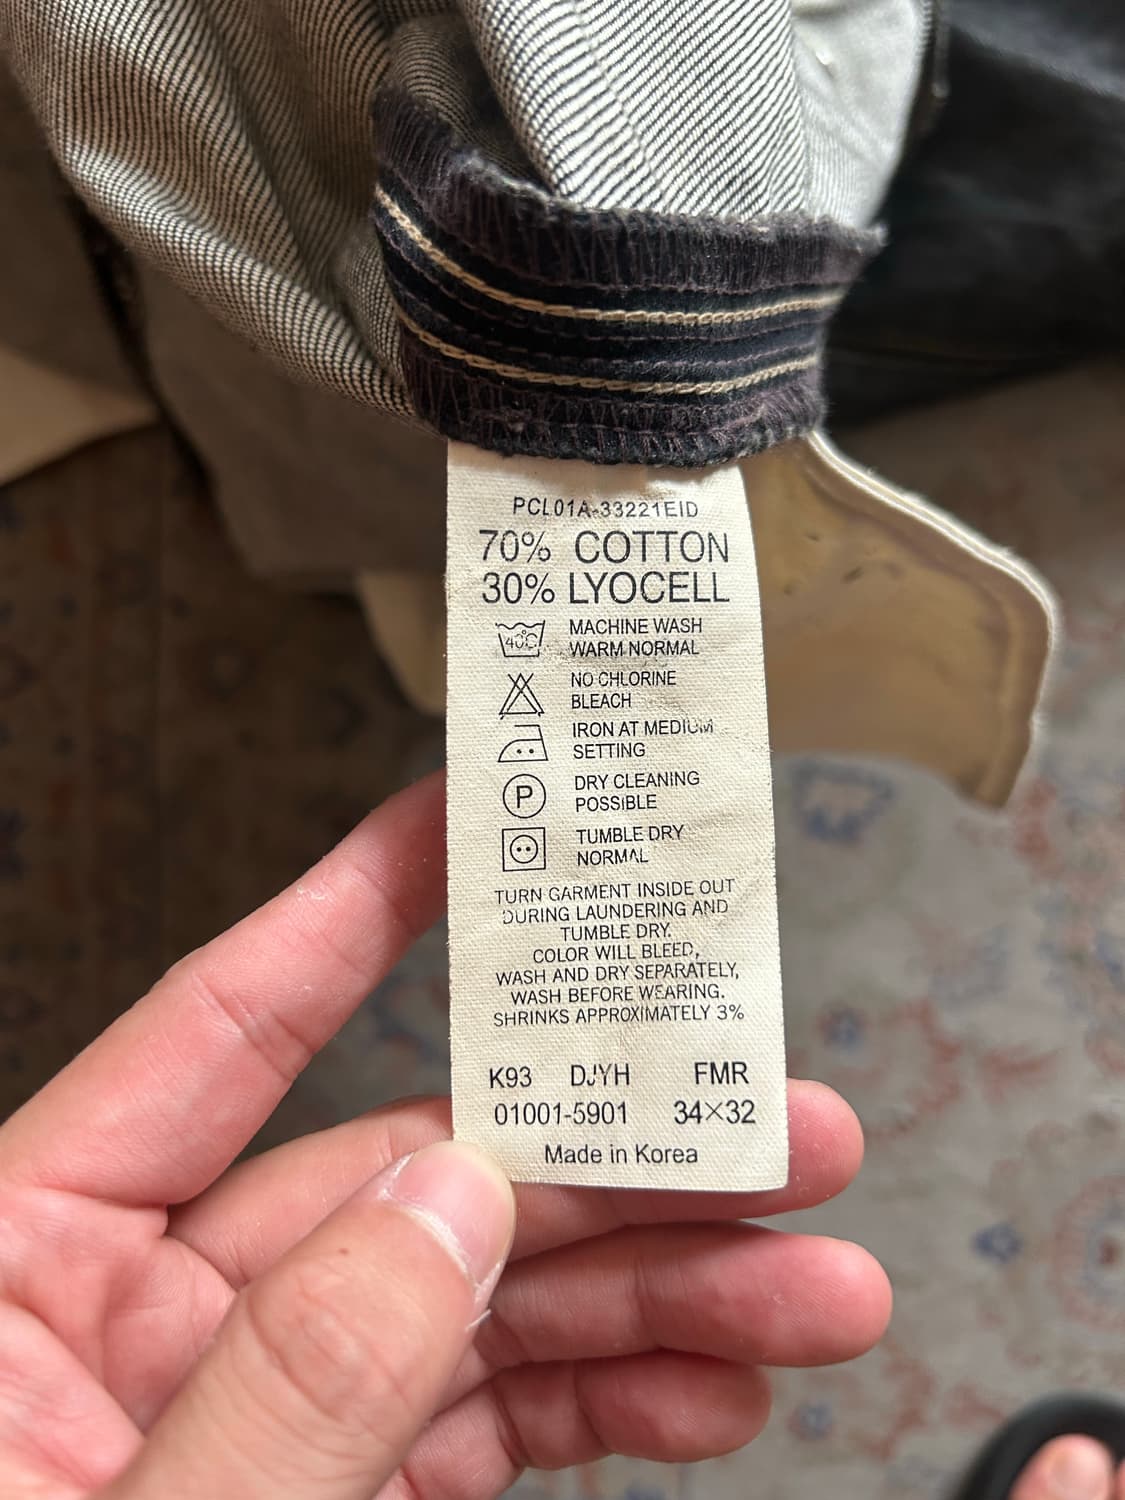 PCL01A-33221EID
70% COTTON
30% LYOCELL
40°C MACHINE WASH
WARM NORMAL
NO CHLORINE
BLEACH
IRON AT MEDIUM
SETTING
P DRY CLEANING
POSSIBLE
TUMBLE DRY
NORMAL
TURN GARMENT INSIDE OUT
DURING LAUNDERING AND
TUMBLE DRY.
COLOR WILL BLEED,
WASH AND DRY SEPARATELY,
WASH BEFORE WEARING.
SHRINKS APPROXIMATELY 3%
K93 DJYH FMR
01001-5901 34×32
Made in Korea